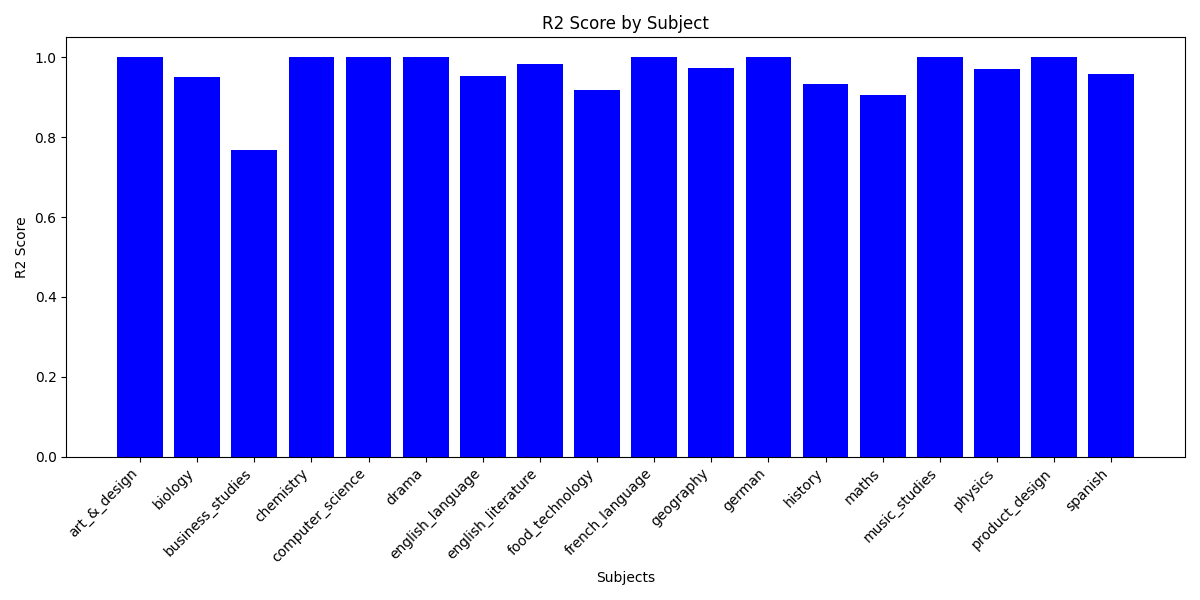 R2 Score by Subject
R2 Score
1.0
0.8
0.6
0.4
0.2
0.0
art_&_design
biology
business_studies
chemistry
computer_science
drama
english_language
english_literature
food_technology
french_language
geography
german
history
maths
music_studies
physics
product_design
spanish
Subjects